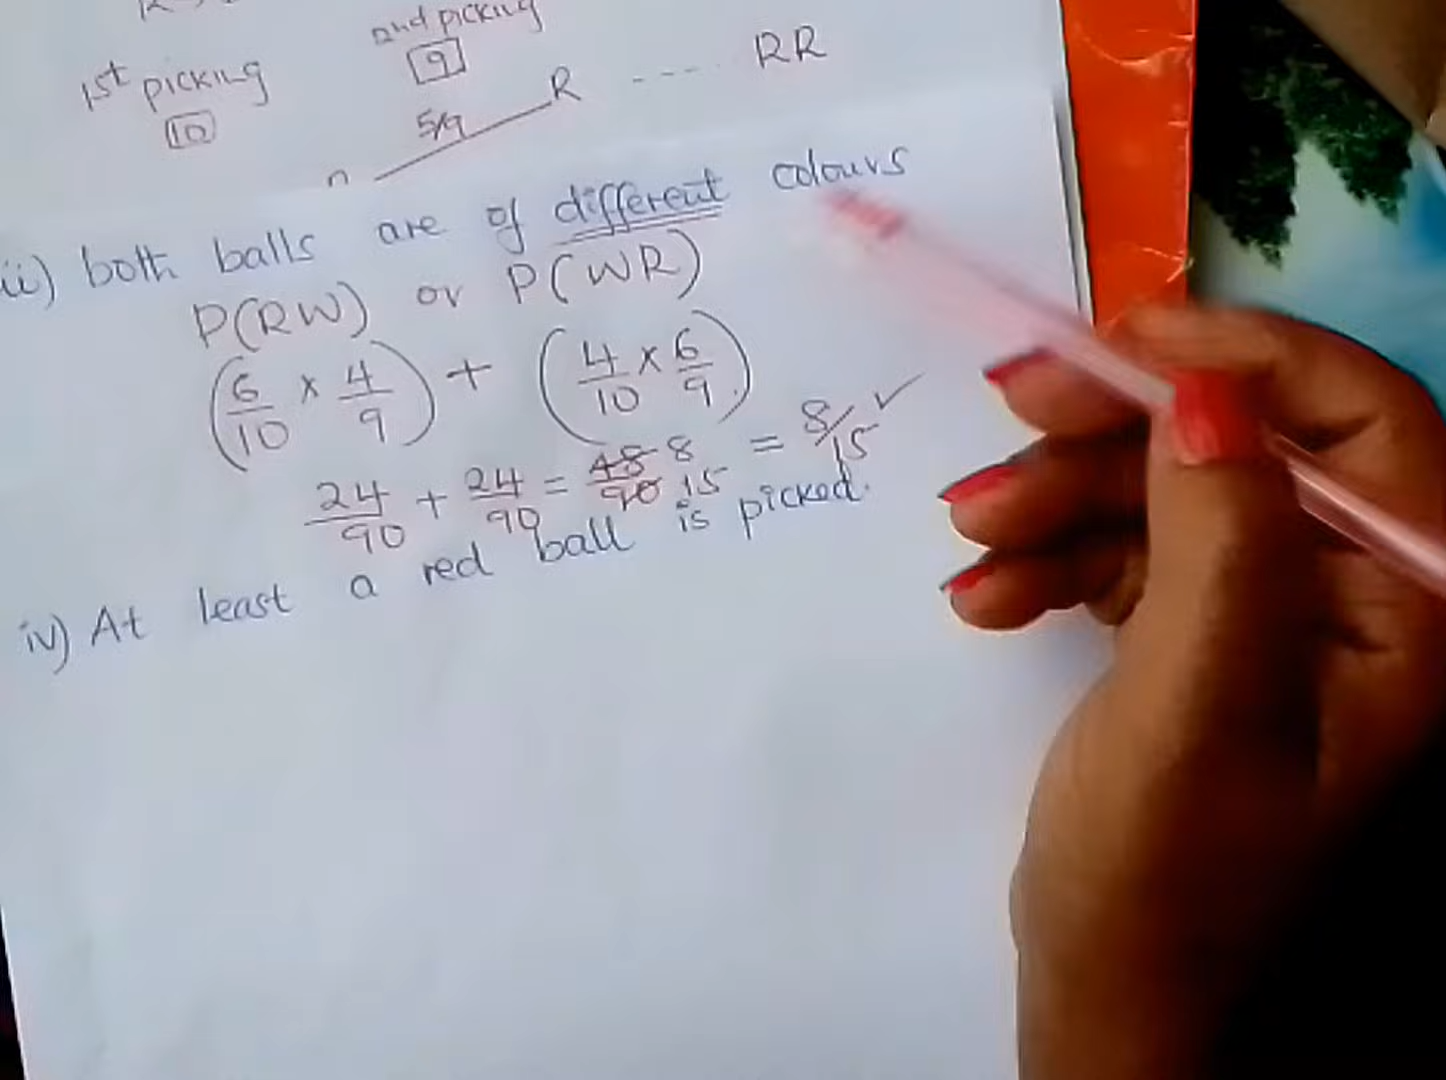 1st picking
2nd picking
10
9
5/9 R ---- RR
ii) both balls are of different colours
P(RW) or P(WR)
(6/10 × 4/9) + (4/10 × 6/9)
24/90 + 24/90 = 48/90 8/15 = 8/15 ✓
iv) At least a red ball is picked.